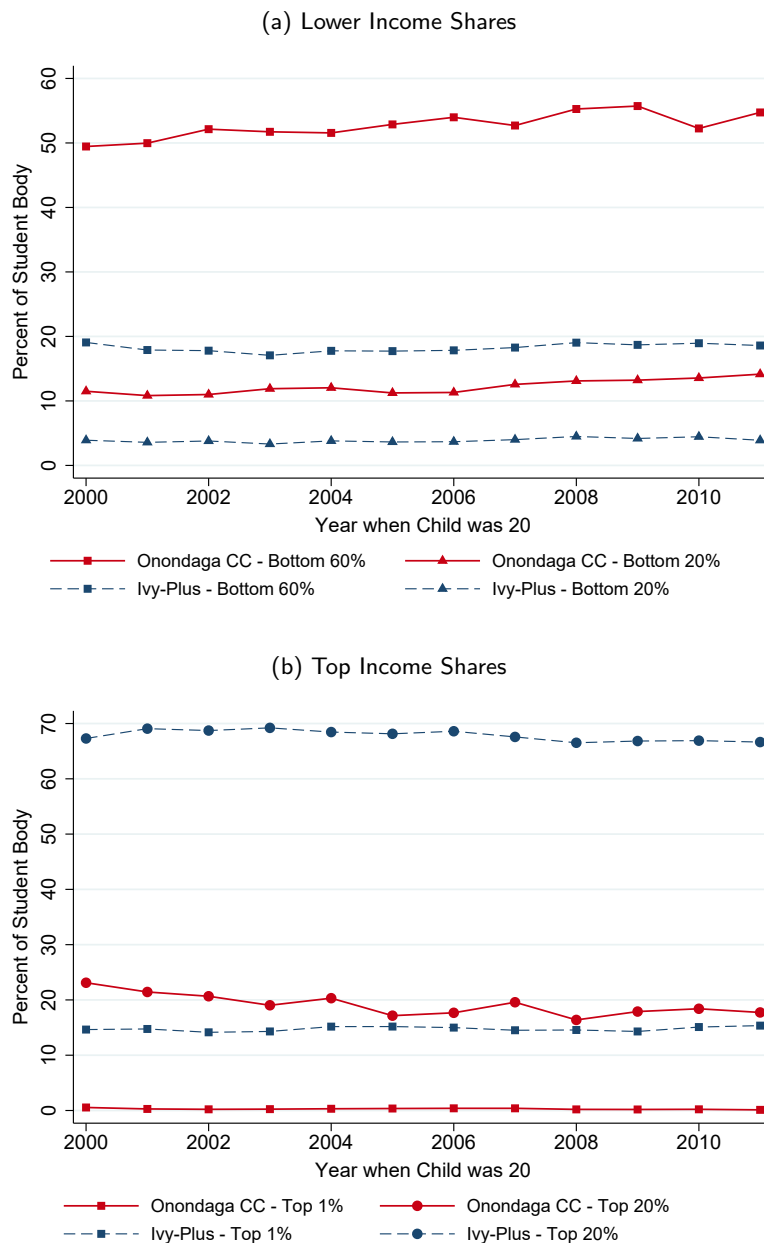 (a) Lower Income Shares
Percent of Student Body
60
50
40
30
20
10
0
2000 2002 2004 2006 2008 2010
Year when Child was 20
Onondaga CC - Bottom 60% Onondaga CC - Bottom 20%
Ivy-Plus - Bottom 60% Ivy-Plus - Bottom 20%
(b) Top Income Shares
Percent of Student Body
70
60
50
40
30
20
10
0
2000 2002 2004 2006 2008 2010
Year when Child was 20
Onondaga CC - Top 1% Onondaga CC - Top 20%
Ivy-Plus - Top 1% Ivy-Plus - Top 20%